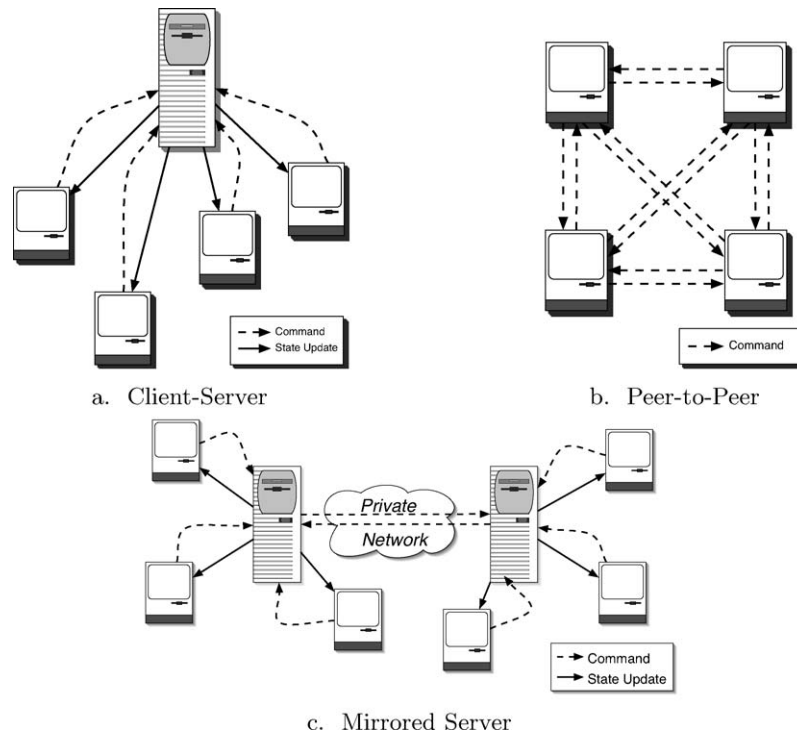 Command
State Update
a. Client-Server
Command
b. Peer-to-Peer
Private
Network
Command
State Update
c. Mirrored Server